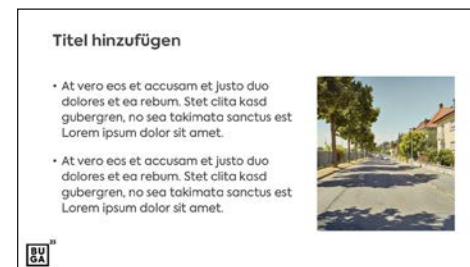 Titel hinzufügen
• At vero eos et accusam et justo duo
dolores et ea rebum. Stet clita kasd
gubergren, no sea takimata sanctus est
Lorem ipsum dolor sit amet.
• At vero eos et accusam et justo duo
dolores et ea rebum. Stet clita kasd
gubergren, no sea takimata sanctus est
Lorem ipsum dolor sit amet.
BU
GA